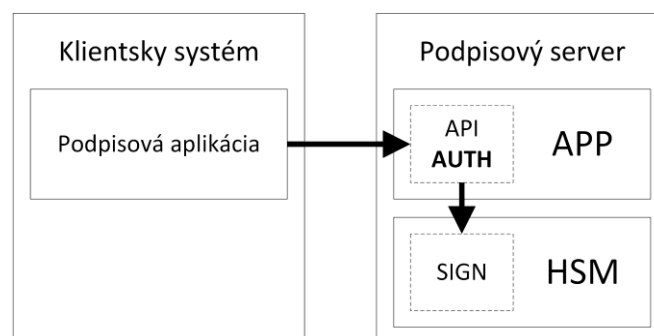 Klientsky systém
Podpisová aplikácia
Podpisový server
API
AUTH
APP
SIGN
HSM